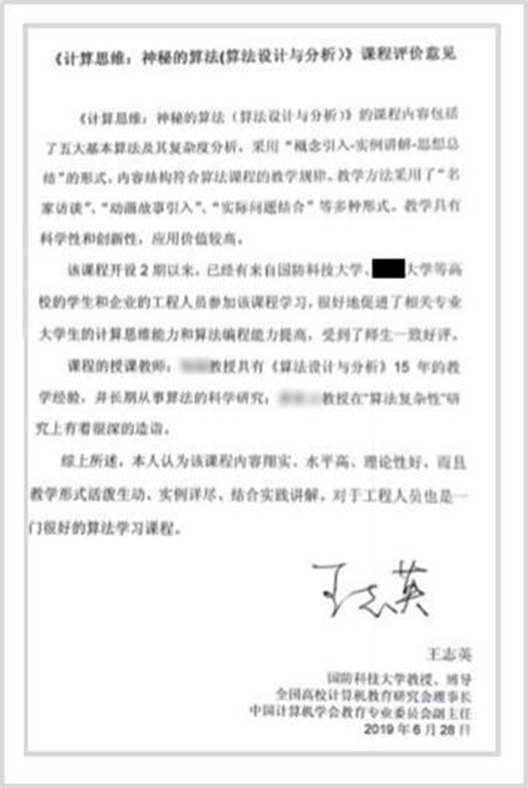 《计算思维：神秘的算法(算法设计与分析)》课程评价意见
《计算思维：神秘的算法（算法设计与分析）》的课程内容包括
了五大基本算法及其复杂度分析，采用“概念引入-实例讲解-思想总
结”的形式，内容结构符合算法课程的教学规律。教学方法采用了“名
家访谈”、“动画故事引入”、“实际问题结合”等多种形式。教学具有
科学性和创新性，应用价值较高。
该课程开设2期以来，已经有来自国防科技大学、大学等高
校的学生和企业的工程人员参加该课程学习，很好地促进了相关专业
大学生的计算思维能力和算法编程能力提高，受到了师生一致好评。
课程的授课教师：教授具有《算法设计与分析》15 年的教
学经验，并长期从事算法的科学研究；教授在“算法复杂性”研
究上有着很深的造诣。
综上所述，本人认为该课程内容翔实、水平高、理论性好，而且
教学形式活泼生动、实例详尽、结合实践讲解，对于工程人员也是一
门很好的算法学习课程。
王志英
王志英
国防科技大学教授、博导
全国高校计算机教育研究会理事长
中国计算机学会教育专业委员会副主任
2019 年 6 月 28 日